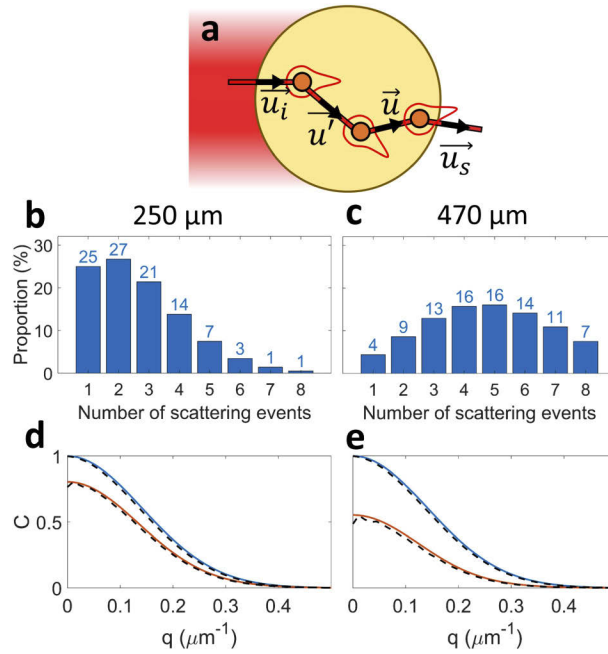 a
u_i
u'
u
u_s
b 250 μm
c 470 μm
Proportion (%)
30
20
10
0
25 27 21 14 7 3 1 1
4 9 13 16 16 14 11 7
1 2 3 4 5 6 7 8
1 2 3 4 5 6 7 8
Number of scattering events
Number of scattering events
d
e
C
1
0.5
0
0 0.1 0.2 0.3 0.4
0 0.1 0.2 0.3 0.4
q (μm⁻¹)
q (μm⁻¹)